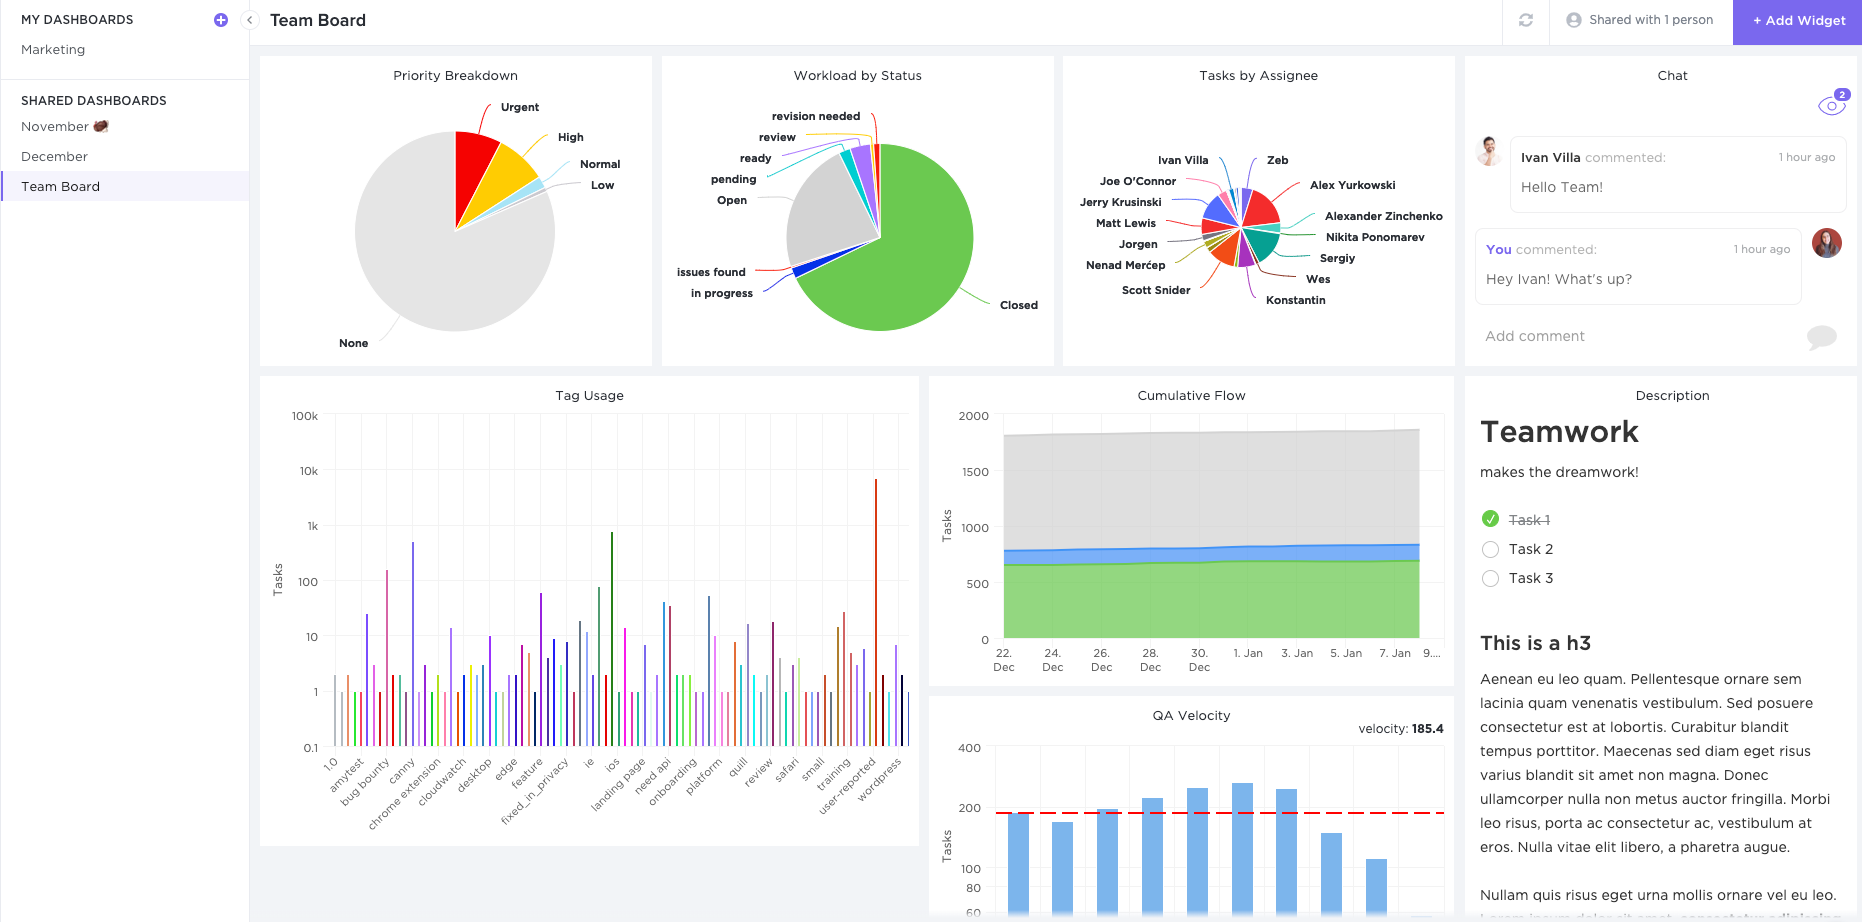 MY DASHBOARDS
Marketing
SHARED DASHBOARDS
November
December
Team Board
Team Board
Shared with 1 person
+ Add Widget
Priority Breakdown
Urgent
High
Normal
Low
None
Workload by Status
revision needed
review
ready
pending
Open
issues found
in progress
Closed
Tasks by Assignee
Ivan Villa
Zeb
Joe O'Connor
Alex Yurkowski
Jerry Krusinski
Matt Lewis
Alexander Zinchenko
Jorgen
Nikita Ponomarev
Nenad Merćep
Sergiy
Scott Snider
Wes
Konstantin
Chat
2
Ivan Villa commented:
1 hour ago
Hello Team!
You commented:
1 hour ago
Hey Ivan! What's up?
Add comment
Tag Usage
100k
10k
1k
100
10
1
0.1
Tasks
1.0
amytest
bug bounty
canny
chrome extension
cloudwatch
desktop
edge
feature
fixed_in_privacy
ie
ios
landing page
need api
onboarding
platform
quill
review
safari
small
training
user-reported
wordpress
Cumulative Flow
2000
1500
1000
500
0
Tasks
22. Dec
24. Dec
26. Dec
28. Dec
30. Dec
1. Jan
3. Jan
5. Jan
7. Jan
9....
QA Velocity
velocity: 185.4
400
200
100
80
60
Tasks
Description
Teamwork
makes the dreamwork!
Task 1
Task 2
Task 3
This is a h3
Aenean eu leo quam. Pellentesque ornare sem
lacinia quam venenatis vestibulum. Sed posuere
consectetur est at lobortis. Curabitur blandit
tempus porttitor. Maecenas sed diam eget risus
varius blandit sit amet non magna. Donec
ullamcorper nulla non metus auctor fringilla. Morbi
leo risus, porta ac consectetur ac, vestibulum at
eros. Nulla vitae elit libero, a pharetra augue.
Nullam quis risus eget urna mollis ornare vel eu leo.